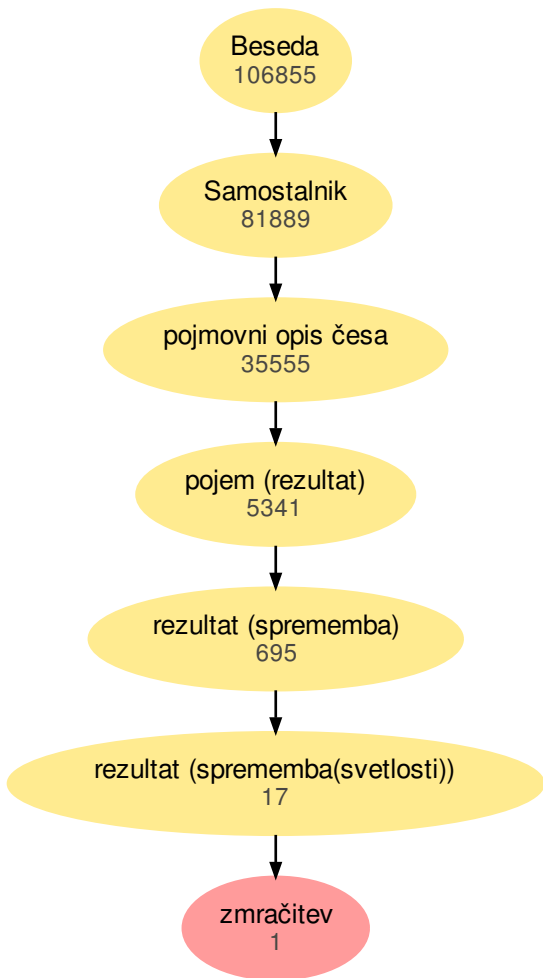 Beseda
106855
Samostalnik
81889
pojmovni opis česa
35555
pojem (rezultat)
5341
rezultat (sprememba)
695
rezultat (sprememba(svetlosti))
17
zmračitev
1